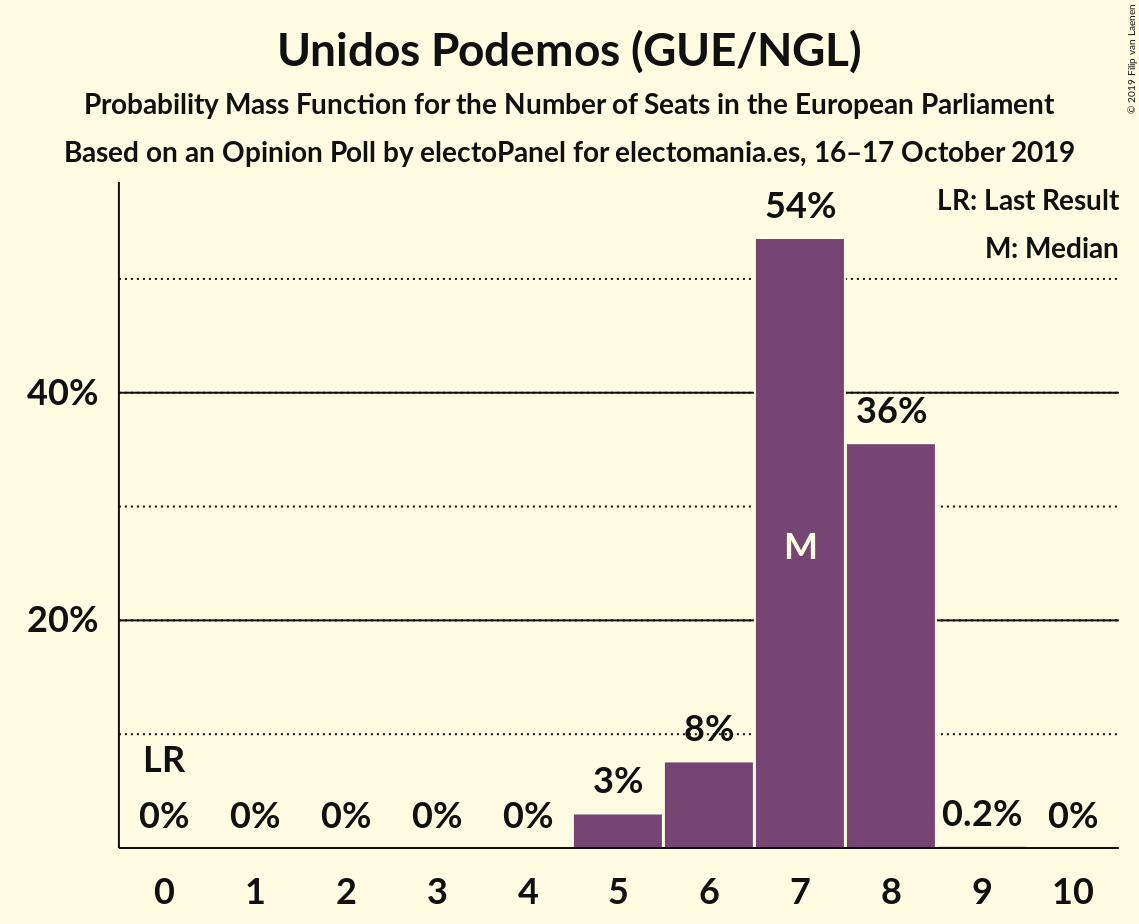 Unidos Podemos (GUE/NGL)
Probability Mass Function for the Number of Seats in the European Parliament
Based on an Opinion Poll by electoPanel for electomania.es, 16–17 October 2019
© 2019 Filip van Laenen
LR: Last Result
M: Median
54%
40%
36%
M
20%
8%
LR
3%
0% 0% 0% 0% 0% 0.2% 0%
0 1 2 3 4 5 6 7 8 9 10